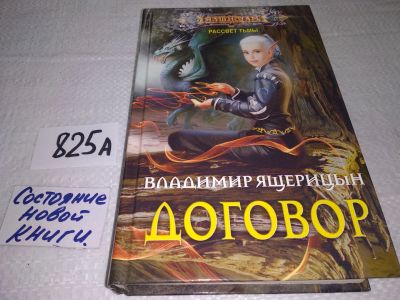 РАССВЕТ ТЬМЫ
825А
ВЛАДИМИР ЯЩЕРИЦЫН
ДОГОВОР
Состояние
новой
книги.